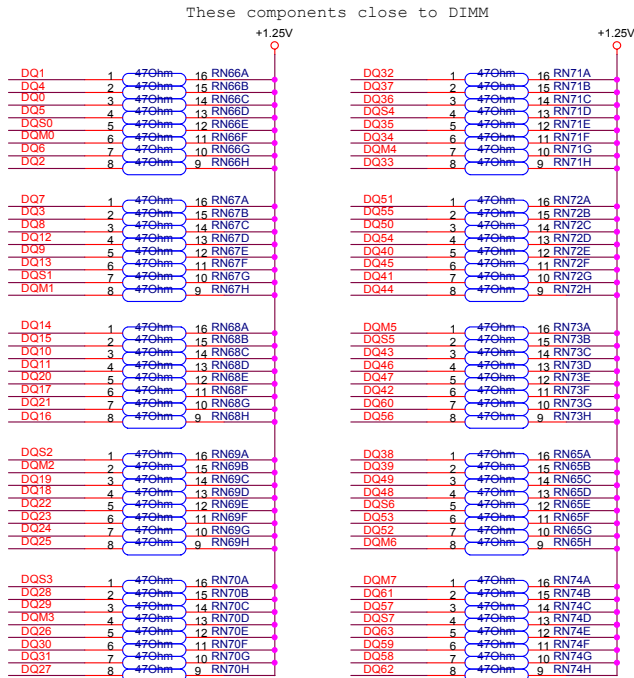 These components close to DIMM
+1.25V
DQ1 1 47Ohm 16 RN66A
DQ4 2 47Ohm 15 RN66B
DQ0 3 47Ohm 14 RN66C
DQ5 4 47Ohm 13 RN66D
DQS0 5 47Ohm 12 RN66E
DQM0 6 47Ohm 11 RN66F
DQ6 7 47Ohm 10 RN66G
DQ2 8 47Ohm 9 RN66H
DQ7 1 47Ohm 16 RN67A
DQ3 2 47Ohm 15 RN67B
DQ8 3 47Ohm 14 RN67C
DQ12 4 47Ohm 13 RN67D
DQ9 5 47Ohm 12 RN67E
DQ13 6 47Ohm 11 RN67F
DQS1 7 47Ohm 10 RN67G
DQM1 8 47Ohm 9 RN67H
DQ14 1 47Ohm 16 RN68A
DQ15 2 47Ohm 15 RN68B
DQ10 3 47Ohm 14 RN68C
DQ11 4 47Ohm 13 RN68D
DQ20 5 47Ohm 12 RN68E
DQ17 6 47Ohm 11 RN68F
DQ21 7 47Ohm 10 RN68G
DQ16 8 47Ohm 9 RN68H
DQS2 1 47Ohm 16 RN69A
DQM2 2 47Ohm 15 RN69B
DQ19 3 47Ohm 14 RN69C
DQ18 4 47Ohm 13 RN69D
DQ22 5 47Ohm 12 RN69E
DQ23 6 47Ohm 11 RN69F
DQ24 7 47Ohm 10 RN69G
DQ25 8 47Ohm 9 RN69H
DQS3 1 47Ohm 16 RN70A
DQ28 2 47Ohm 15 RN70B
DQ29 3 47Ohm 14 RN70C
DQM3 4 47Ohm 13 RN70D
DQ26 5 47Ohm 12 RN70E
DQ30 6 47Ohm 11 RN70F
DQ31 7 47Ohm 10 RN70G
DQ27 8 47Ohm 9 RN70H
+1.25V
DQ32 1 47Ohm 16 RN71A
DQ37 2 47Ohm 15 RN71B
DQ36 3 47Ohm 14 RN71C
DQS4 4 47Ohm 13 RN71D
DQ35 5 47Ohm 12 RN71E
DQ34 6 47Ohm 11 RN71F
DQM4 7 47Ohm 10 RN71G
DQ33 8 47Ohm 9 RN71H
DQ51 1 47Ohm 16 RN72A
DQ55 2 47Ohm 15 RN72B
DQ50 3 47Ohm 14 RN72C
DQ54 4 47Ohm 13 RN72D
DQ40 5 47Ohm 12 RN72E
DQ45 6 47Ohm 11 RN72F
DQ41 7 47Ohm 10 RN72G
DQ44 8 47Ohm 9 RN72H
DQM5 1 47Ohm 16 RN73A
DQS5 2 47Ohm 15 RN73B
DQ43 3 47Ohm 14 RN73C
DQ46 4 47Ohm 13 RN73D
DQ47 5 47Ohm 12 RN73E
DQ42 6 47Ohm 11 RN73F
DQ60 7 47Ohm 10 RN73G
DQ56 8 47Ohm 9 RN73H
DQ38 1 47Ohm 16 RN65A
DQ39 2 47Ohm 15 RN65B
DQ49 3 47Ohm 14 RN65C
DQ48 4 47Ohm 13 RN65D
DQS6 5 47Ohm 12 RN65E
DQ53 6 47Ohm 11 RN65F
DQ52 7 47Ohm 10 RN65G
DQM6 8 47Ohm 9 RN65H
DQM7 1 47Ohm 16 RN74A
DQ61 2 47Ohm 15 RN74B
DQ57 3 47Ohm 14 RN74C
DQS7 4 47Ohm 13 RN74D
DQ63 5 47Ohm 12 RN74E
DQ59 6 47Ohm 11 RN74F
DQ58 7 47Ohm 10 RN74G
DQ62 8 47Ohm 9 RN74H